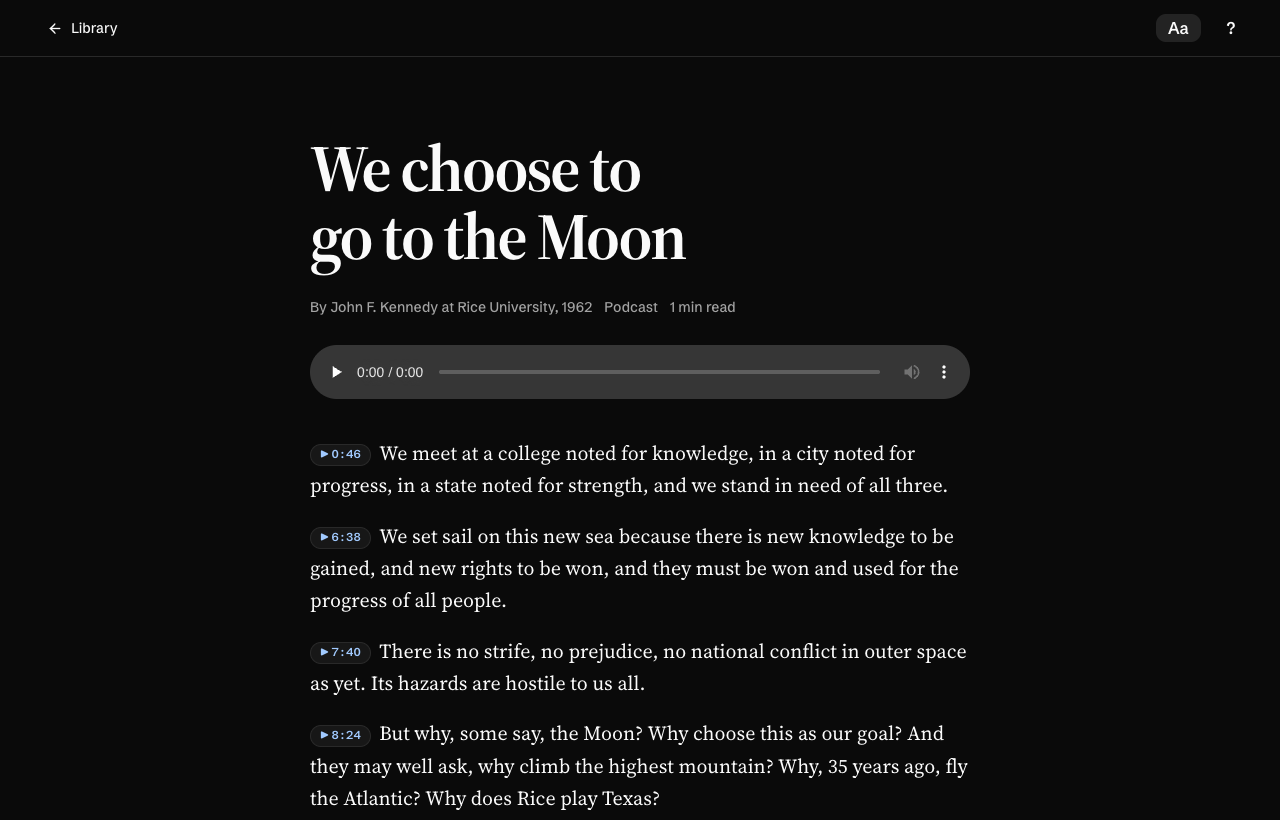 ← Library
Aa
?
We choose to
go to the Moon
By John F. Kennedy at Rice University, 1962 Podcast 1 min read
0:00 / 0:00
▶0:46 We meet at a college noted for knowledge, in a city noted for
progress, in a state noted for strength, and we stand in need of all three.
▶6:38 We set sail on this new sea because there is new knowledge to be
gained, and new rights to be won, and they must be won and used for the
progress of all people.
▶7:40 There is no strife, no prejudice, no national conflict in outer space
as yet. Its hazards are hostile to us all.
▶8:24 But why, some say, the Moon? Why choose this as our goal? And
they may well ask, why climb the highest mountain? Why, 35 years ago, fly
the Atlantic? Why does Rice play Texas?